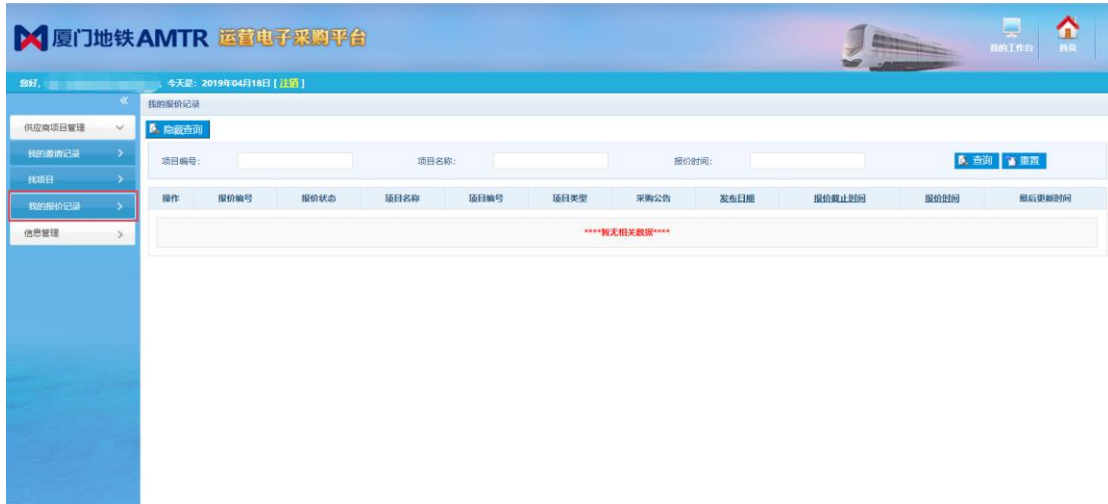 厦门地铁AMTR 运营电子采购平台
我的工作台 首页
您好, , 今天是: 2019年04月18日 [ 注销 ]
«
我的报价记录
供应商项目管理
隐藏查询
我的邀请记录
项目编号: 项目名称: 报价时间: 查询 重置
找项目
操作 报价编号 报价状态 项目名称 项目编号 项目类型 采购公告 发布日期 报价截止时间 报价时间 最后更新时间
我的报价记录
信息管理
****暂无相关数据****